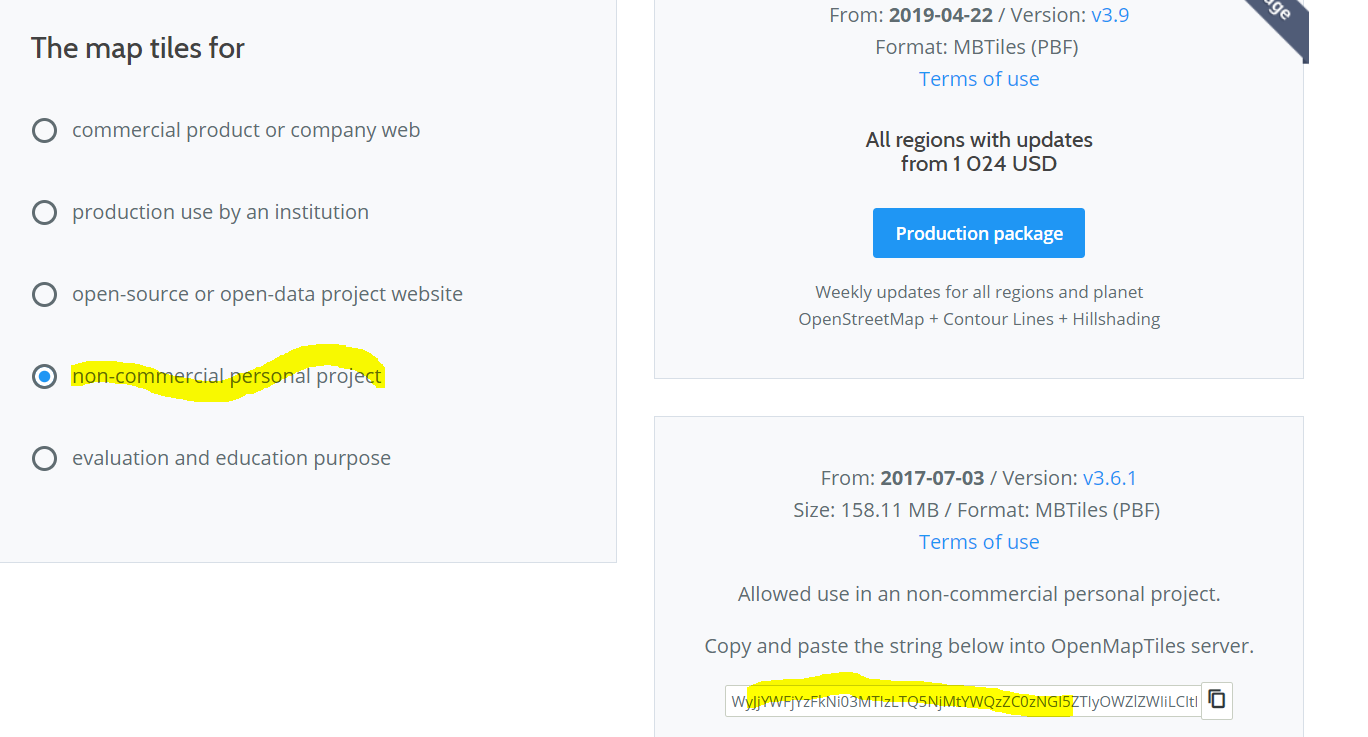 The map tiles for
commercial product or company web
production use by an institution
open-source or open-data project website
non-commercial personal project
evaluation and education purpose
From: 2019-04-22 / Version: v3.9
Format: MBTiles (PBF)
Terms of use
All regions with updates
from 1 024 USD
Production package
Weekly updates for all regions and planet
OpenStreetMap + Contour Lines + Hillshading
From: 2017-07-03 / Version: v3.6.1
Size: 158.11 MB / Format: MBTiles (PBF)
Terms of use
Allowed use in an non-commercial personal project.
Copy and paste the string below into OpenMapTiles server.